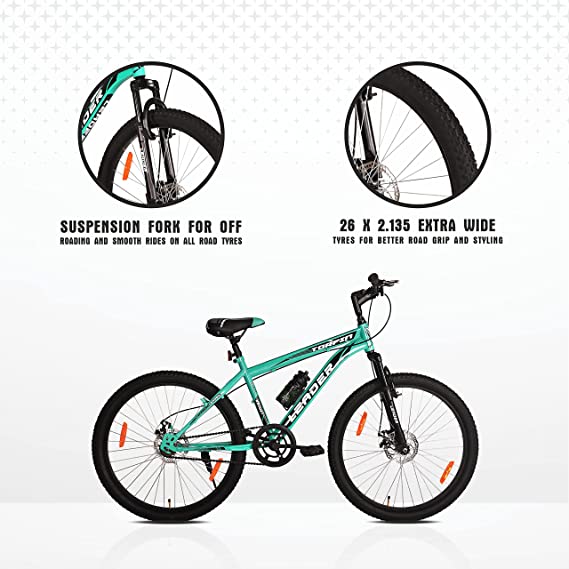 SUSPENSION FORK FOR OFF
ROADING AND SMOOTH RIDES ON ALL ROAD TYRES
26 X 2.135 EXTRA WIDE
TYRES FOR BETTER ROAD GRIP AND STYLING
TORFIN
LEADER